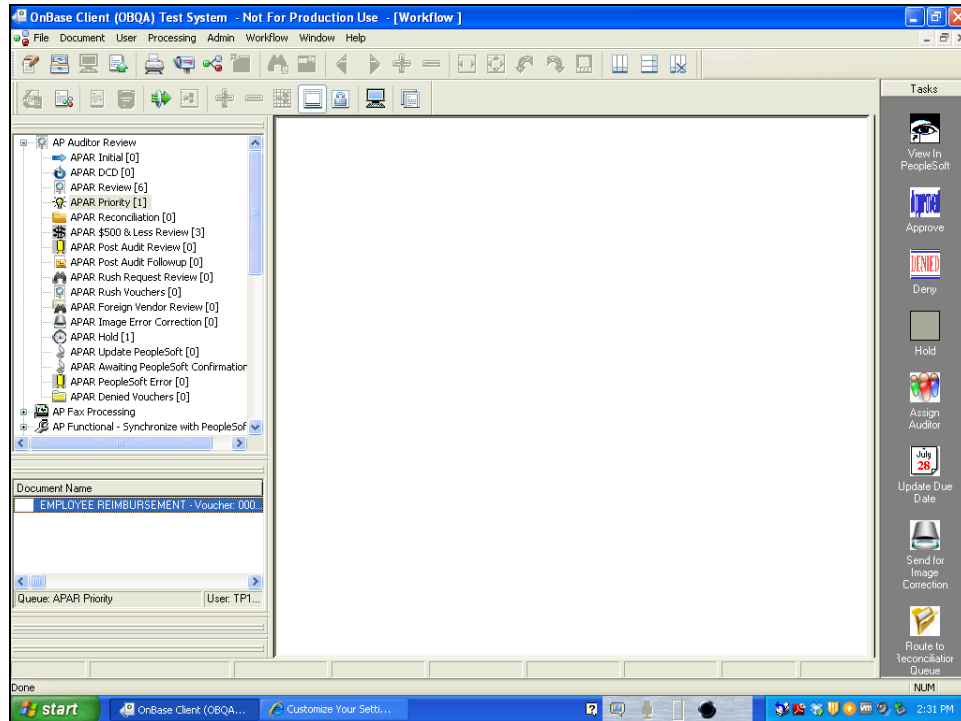 OnBase Client (OBQA) Test System - Not For Production Use - [Workflow ]
File Document User Processing Admin Workflow Window Help
Tasks
AP Auditor Review
APAR Initial [0]
APAR DCD [0]
APAR Review [6]
APAR Priority [1]
APAR Reconciliation [0]
APAR $500 & Less Review [3]
APAR Post Audit Review [0]
APAR Post Audit Followup [0]
APAR Rush Request Review [0]
APAR Rush Vouchers [0]
APAR Foreign Vendor Review [0]
APAR Image Error Correction [0]
APAR Hold [1]
APAR Update PeopleSoft [0]
APAR Awaiting PeopleSoft Confirmation
APAR PeopleSoft Error [0]
APAR Denied Vouchers [0]
AP Fax Processing
AP Functional - Synchronize with PeopleSof
Document Name
EMPLOYEE REIMBURSEMENT - Voucher: 000...
Queue: APAR Priority
User: TP1...
View In
PeopleSoft
Approved
Approve
DENIED
Deny
Hold
Assign
Auditor
July
28
Update Due
Date
Send for
Image
Correction
Route to
Reconciliation
Queue
Done
NUM
start
OnBase Client (OBQA...
Customize Your Setti...
2:31 PM